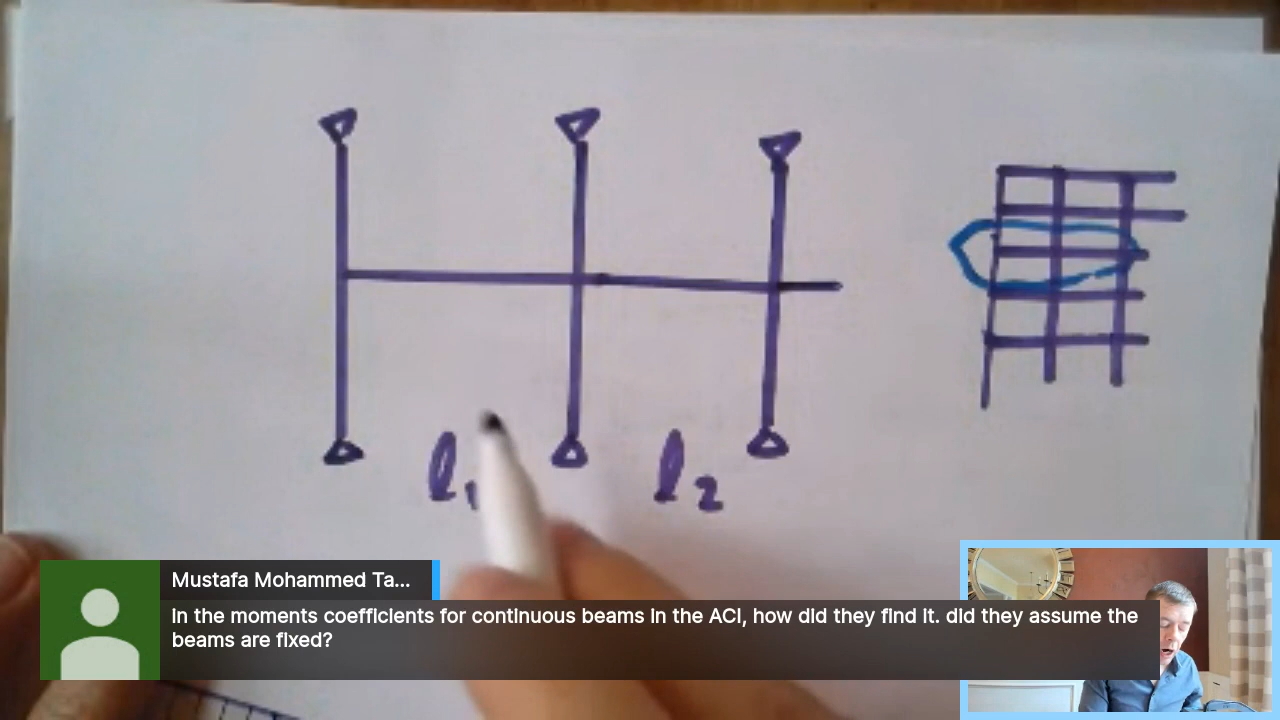 l₁
l₂
Mustafa Mohammed Ta...
In the moments coefficients for continuous beams in the ACI, how did they find it. did they assume the
beams are fixed?